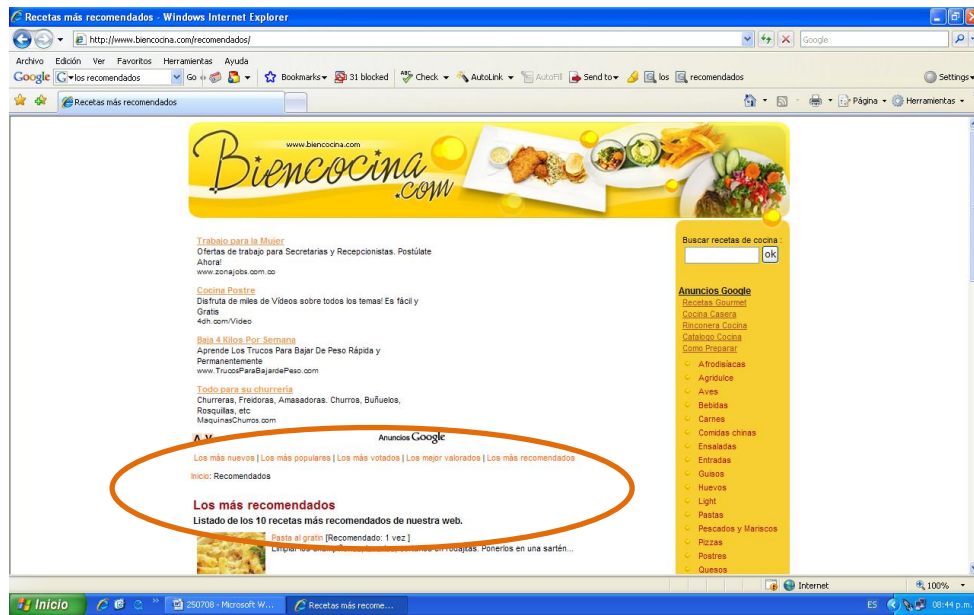 Recetas más recomendados - Windows Internet Explorer
http://www.biencocina.com/recomendados/
Google
Archivo Edición Ver Favoritos Herramientas Ayuda
Google los recomendados Go Bookmarks 31 blocked Check AutoLink AutoFill Send to los recomendados Settings
Recetas más recomendados
Página Herramientas
www.biencocina.com
Biencocina
.com
Trabajo para la Mujer
Ofertas de trabajo para Secretarias y Recepcionistas. Postúlate
Ahora!
www.zonajobs.com.co
Cocina Postre
Disfruta de miles de Vídeos sobre todos los temas! Es fácil y
Gratis
4dh.com/Video
Baja 4 Kilos Por Semana
Aprende Los Trucos Para Bajar De Peso Rápida y
Permanentemente
www.TrucosParaBajardePeso.com
Todo para su churrería
Churreras, Freidoras, Amasadoras. Churros, Buñuelos,
Rosquillas, etc
MaquinasChurros.com
Anuncios Google
Los más nuevos | Los más populares | Los más votados | Los mejor valorados | Los más recomendados
Inicio: Recomendados
Los más recomendados
Listado de los 10 recetas más recomendados de nuestra web.
Pasta al gratin [Recomendado: 1 vez ]
Ponerlos en una sartén...
Buscar recetas de cocina :
ok
Anuncios Google
Recetas Gourmet
Cocina Casera
Rinconera Cocina
Catalogo Cocina
Como Preparar
Afrodisíacas
Agridulce
Aves
Bebidas
Carnes
Comidas chinas
Ensaladas
Entradas
Guisos
Huevos
Light
Pastas
Pescados y Mariscos
Pizzas
Postres
Quesos
Internet 100%
Inicio 250708 - Microsoft W... Recetas más recome... ES 08:44 p.m.